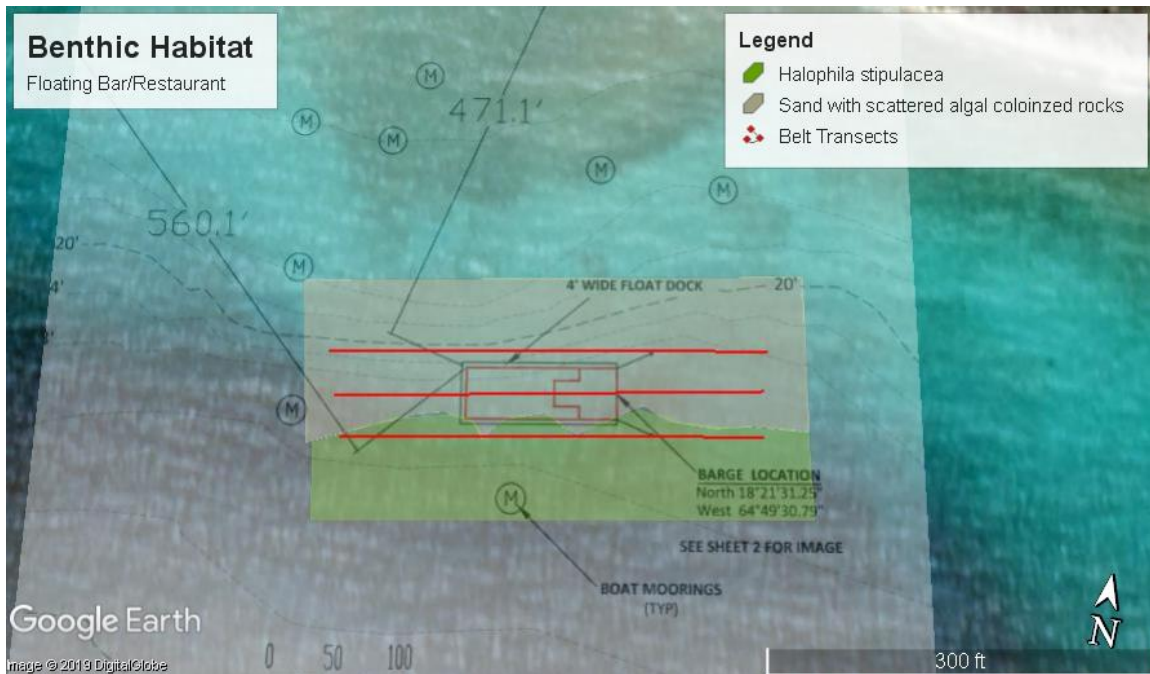 Benthic Habitat
Floating Bar/Restaurant
Legend
Halophila stipulacea
Sand with scattered algal coloinzed rocks
Belt Transects
M
M
M
471.1'
M
M
560.1'
20'
M
4'
4' WIDE FLOAT DOCK
20'
M
BARGE LOCATION
North 18°21'31.25"
West 64°49'30.79"
M
SEE SHEET 2 FOR IMAGE
BOAT MOORINGS
(TYP)
N
Google Earth
Image © 2019 DigitalGlobe
0 50 100
300 ft